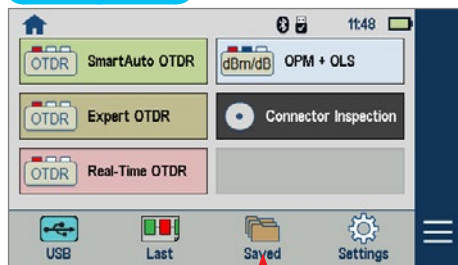 11:48
OTDR SmartAuto OTDR
dBm/dB OPM + OLS
OTDR Expert OTDR
Connector Inspection
OTDR Real-Time OTDR
USB Last Saved Settings